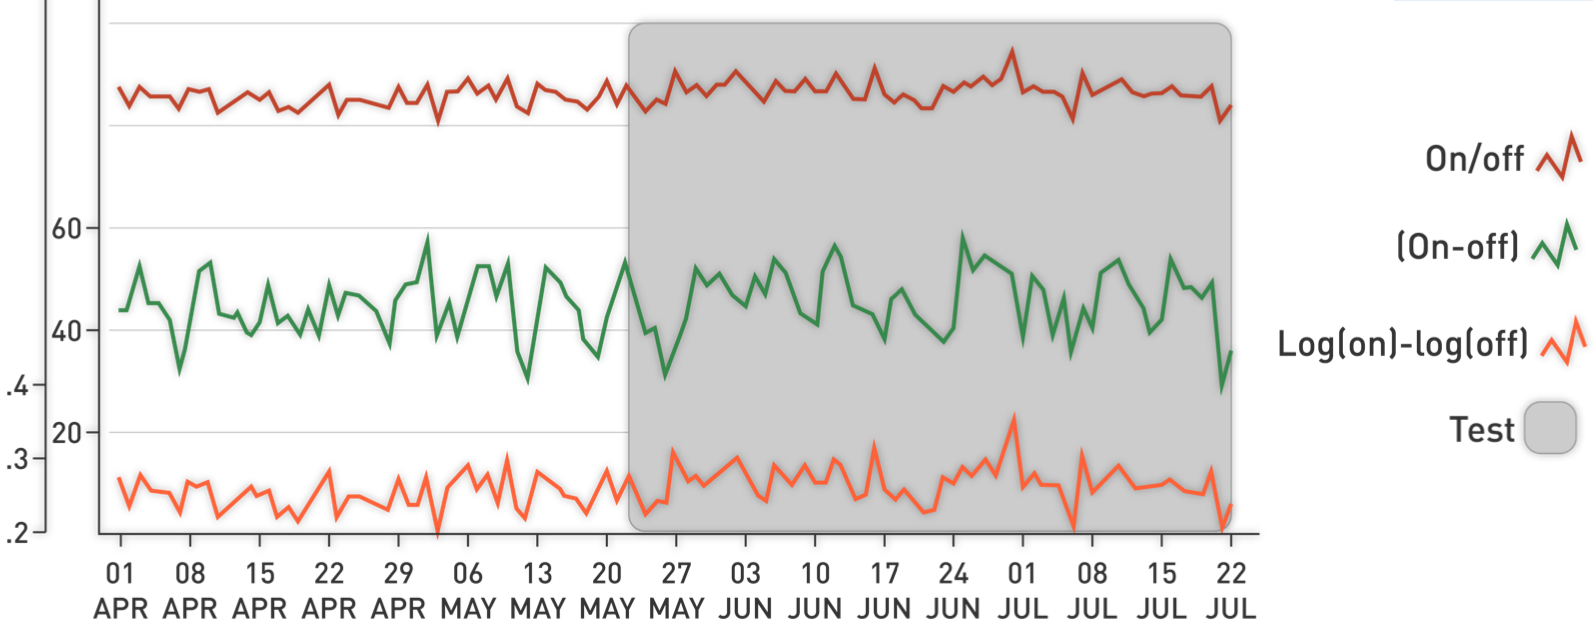 On/off
60
(On-off)
40
Log(on)-log(off)
.4
20
Test
.3
.2
01 08 15 22 29 06 13 20 27 03 10 17 24 01 08 15 22
APR APR APR APR APR MAY MAY MAY MAY JUN JUN JUN JUN JUL JUL JUL JUL